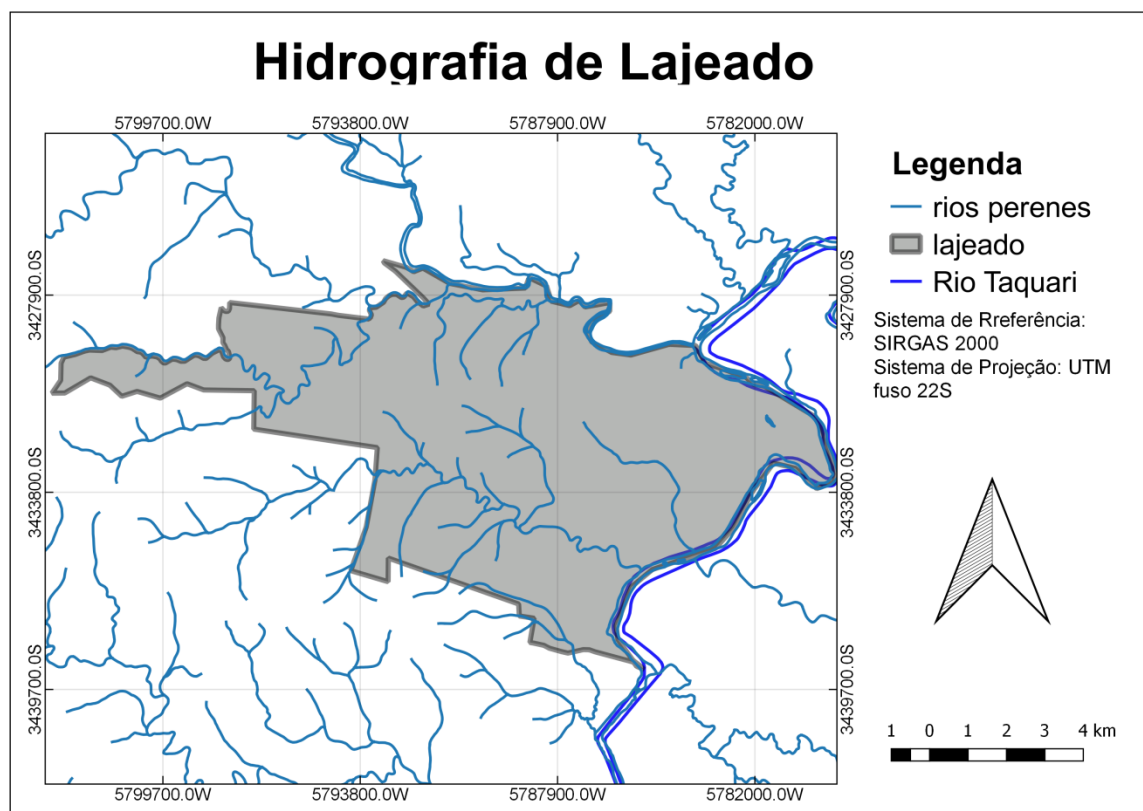 Hidrografia de Lajeado
5799700.0W 5793800.0W 5787900.0W 5782000.0W
3427900.0S 3427900.0S
3433800.0S 3433800.0S
3439700.0S 3439700.0S
5799700.0W 5793800.0W 5787900.0W 5782000.0W
Legenda
rios perenes
lajeado
Rio Taquari
Sistema de Rreferência:
SIRGAS 2000
Sistema de Projeção: UTM
fuso 22S
1 0 1 2 3 4 km